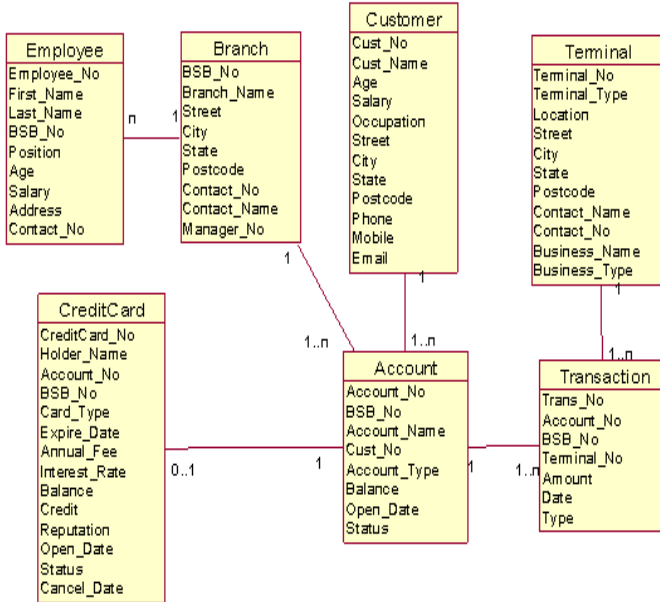 Employee
Employee_No
First_Name
Last_Name
BSB_No
Position
Age
Salary
Address
Contact_No
n
1
Branch
BSB_No
Branch_Name
Street
City
State
Postcode
Contact_No
Contact_Name
Manager_No
1
1..n
Customer
Cust_No
Cust_Name
Age
Salary
Occupation
Street
City
State
Postcode
Phone
Mobile
Email
1
1..n
Terminal
Terminal_No
Terminal_Type
Location
Street
City
State
Postcode
Contact_Name
Contact_No
Business_Name
Business_Type
1
1..n
CreditCard
CreditCard_No
Holder_Name
Account_No
BSB_No
Card_Type
Expire_Date
Annual_Fee
Interest_Rate
Balance
Credit
Reputation
Open_Date
Status
Cancel_Date
0..1
1
Account
Account_No
BSB_No
Account_Name
Cust_No
Account_Type
Balance
Open_Date
Status
1
1..n
Transaction
Trans_No
Account_No
BSB_No
Terminal_No
Amount
Date
Type